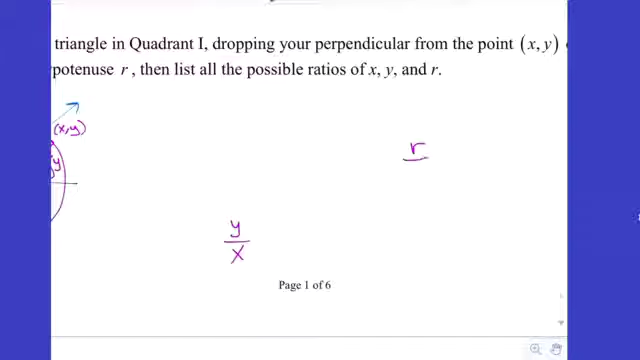 triangle in Quadrant I, dropping your perpendicular from the point (x, y)
potenuse r, then list all the possible ratios of x, y, and r.
(x,y)
y
r
y
x
Page 1 of 6